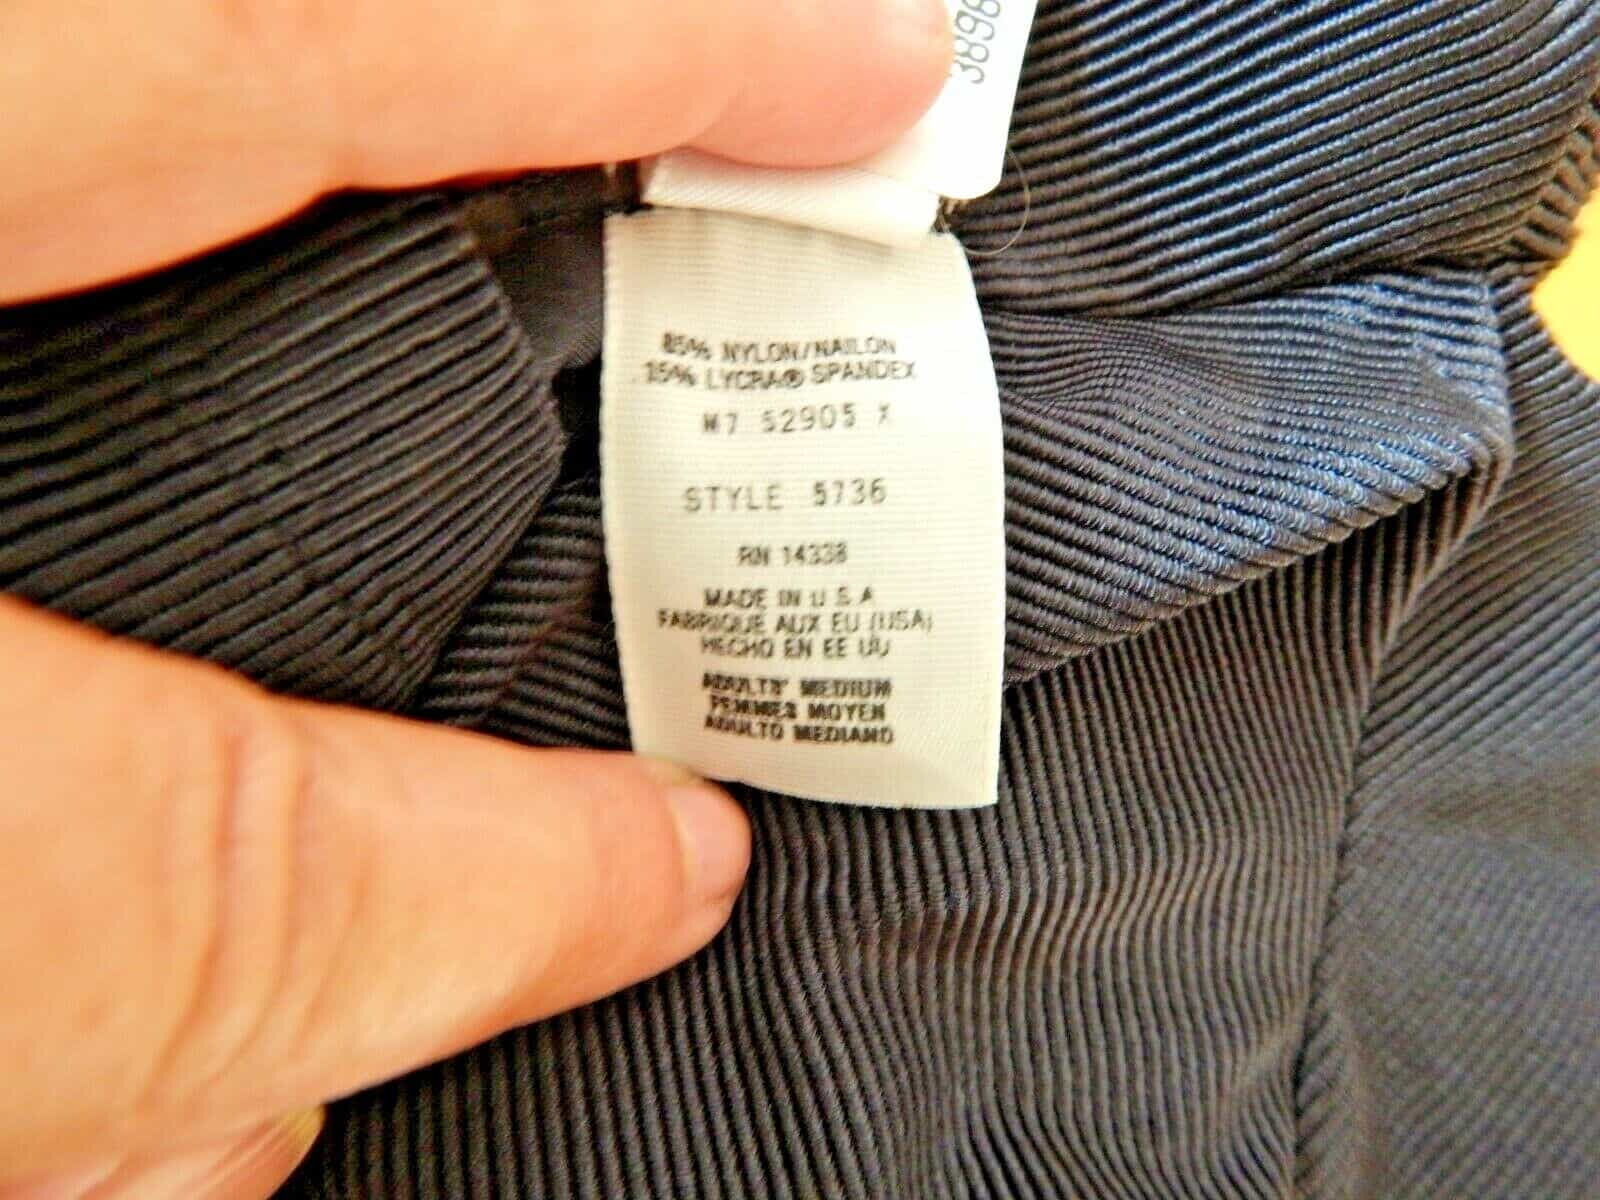 3898
85% NYLON/NAILON
15% LYCRA® SPANDEX
M7 52905 X
STYLE 5736
RN 14338
MADE IN U S A
FABRIQUE AUX EU (USA)
HECHO EN EE UU
ADULTS' MEDIUM
FEMMES MOYEN
ADULTO MEDIANO